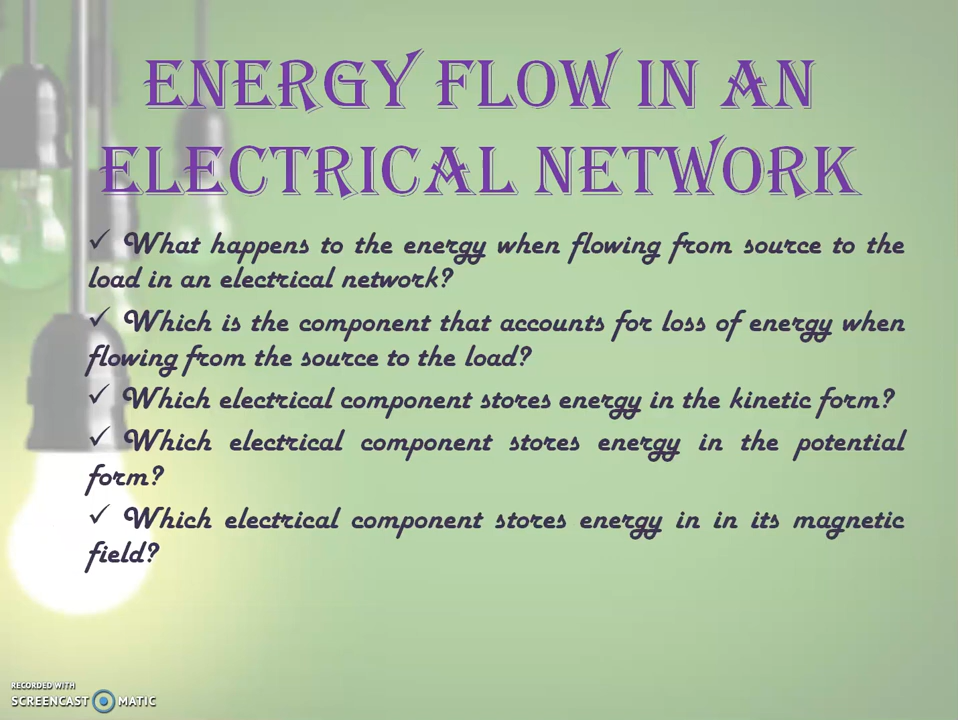 ENERGY FLOW IN AN
ELECTRICAL NETWORK
✓ What happens to the energy when flowing from source to the
load in an electrical network?
✓ Which is the component that accounts for loss of energy when
flowing from the source to the load?
✓ Which electrical component stores energy in the kinetic form?
✓ Which electrical component stores energy in the potential
form?
✓ Which electrical component stores energy in in its magnetic
field?
RECORDED WITH
SCREENCAST MATIC